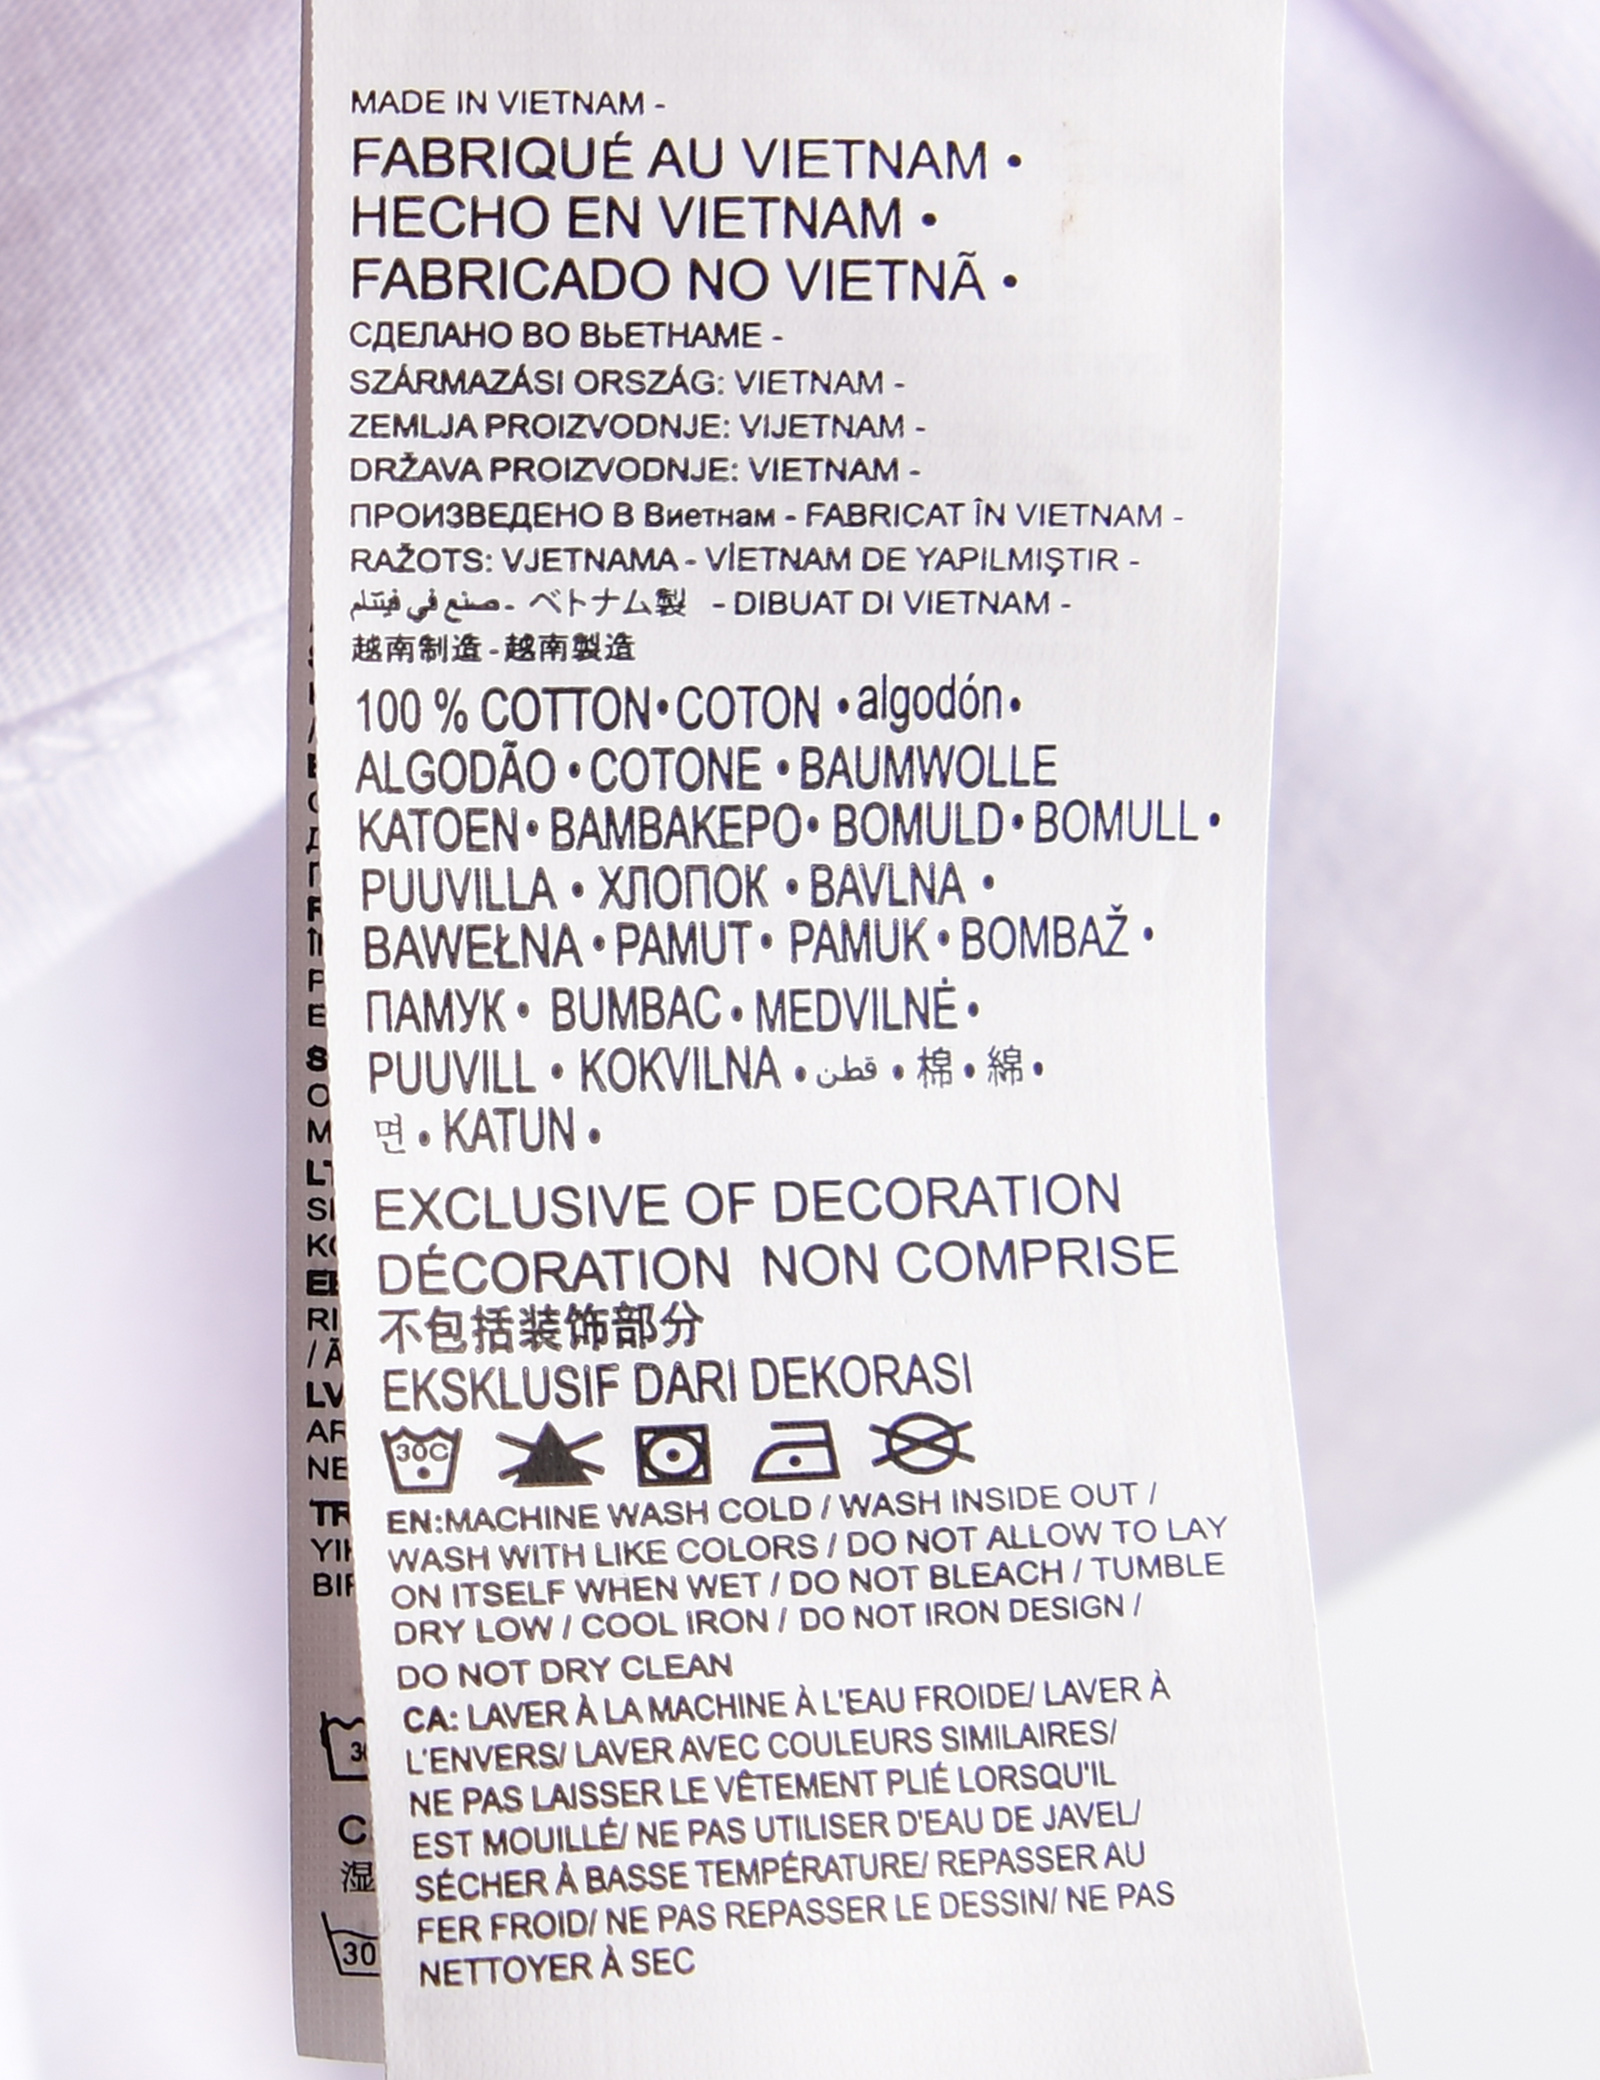 MADE IN VIETNAM -
FABRIQUÉ AU VIETNAM •
HECHO EN VIETNAM •
FABRICADO NO VIETNÃ •
СДЕЛАНО ВО ВЬЕТНАМЕ -
SZÁRMAZÁSI ORSZÁG: VIETNAM -
ZEMLJA PROIZVODNJE: VIJETNAM -
DRŽAVA PROIZVODNJE: VIETNAM -
ПРОИЗВЕДЕНО В Виетнам - FABRICAT ÎN VIETNAM -
RAŽOTS: VJETNAMA - VİETNAM DE YAPILMIŞTIR -
صنع في فيتنام - ベトナム製 - DIBUAT DI VIETNAM -
越南制造 - 越南製造
100 % COTTON • COTON • algodón •
ALGODÃO • COTONE • BAUMWOLLE
KATOEN • BAMBAKEPO • BOMULD • BOMULL •
PUUVILLA • ХЛОПОК • BAVLNA •
BAWEŁNA • PAMUT • PAMUK • BOMBAŽ •
ПАМУК • BUMBAC • MEDVILNĖ •
PUUVILL • KOKVILNA • قطن • 棉 • 綿 •
면 • KATUN •
EXCLUSIVE OF DECORATION
DÉCORATION NON COMPRISE
不包括装饰部分
EKSKLUSIF DARI DEKORASI
30C
EN:MACHINE WASH COLD / WASH INSIDE OUT /
WASH WITH LIKE COLORS / DO NOT ALLOW TO LAY
ON ITSELF WHEN WET / DO NOT BLEACH / TUMBLE
DRY LOW / COOL IRON / DO NOT IRON DESIGN /
DO NOT DRY CLEAN
CA: LAVER À LA MACHINE À L'EAU FROIDE/ LAVER À
L'ENVERS/ LAVER AVEC COULEURS SIMILAIRES/
NE PAS LAISSER LE VÊTEMENT PLIÉ LORSQU'IL
EST MOUILLÉ/ NE PAS UTILISER D'EAU DE JAVEL/
SÉCHER À BASSE TEMPÉRATURE/ REPASSER AU
FER FROID/ NE PAS REPASSER LE DESSIN/ NE PAS
NETTOYER À SEC